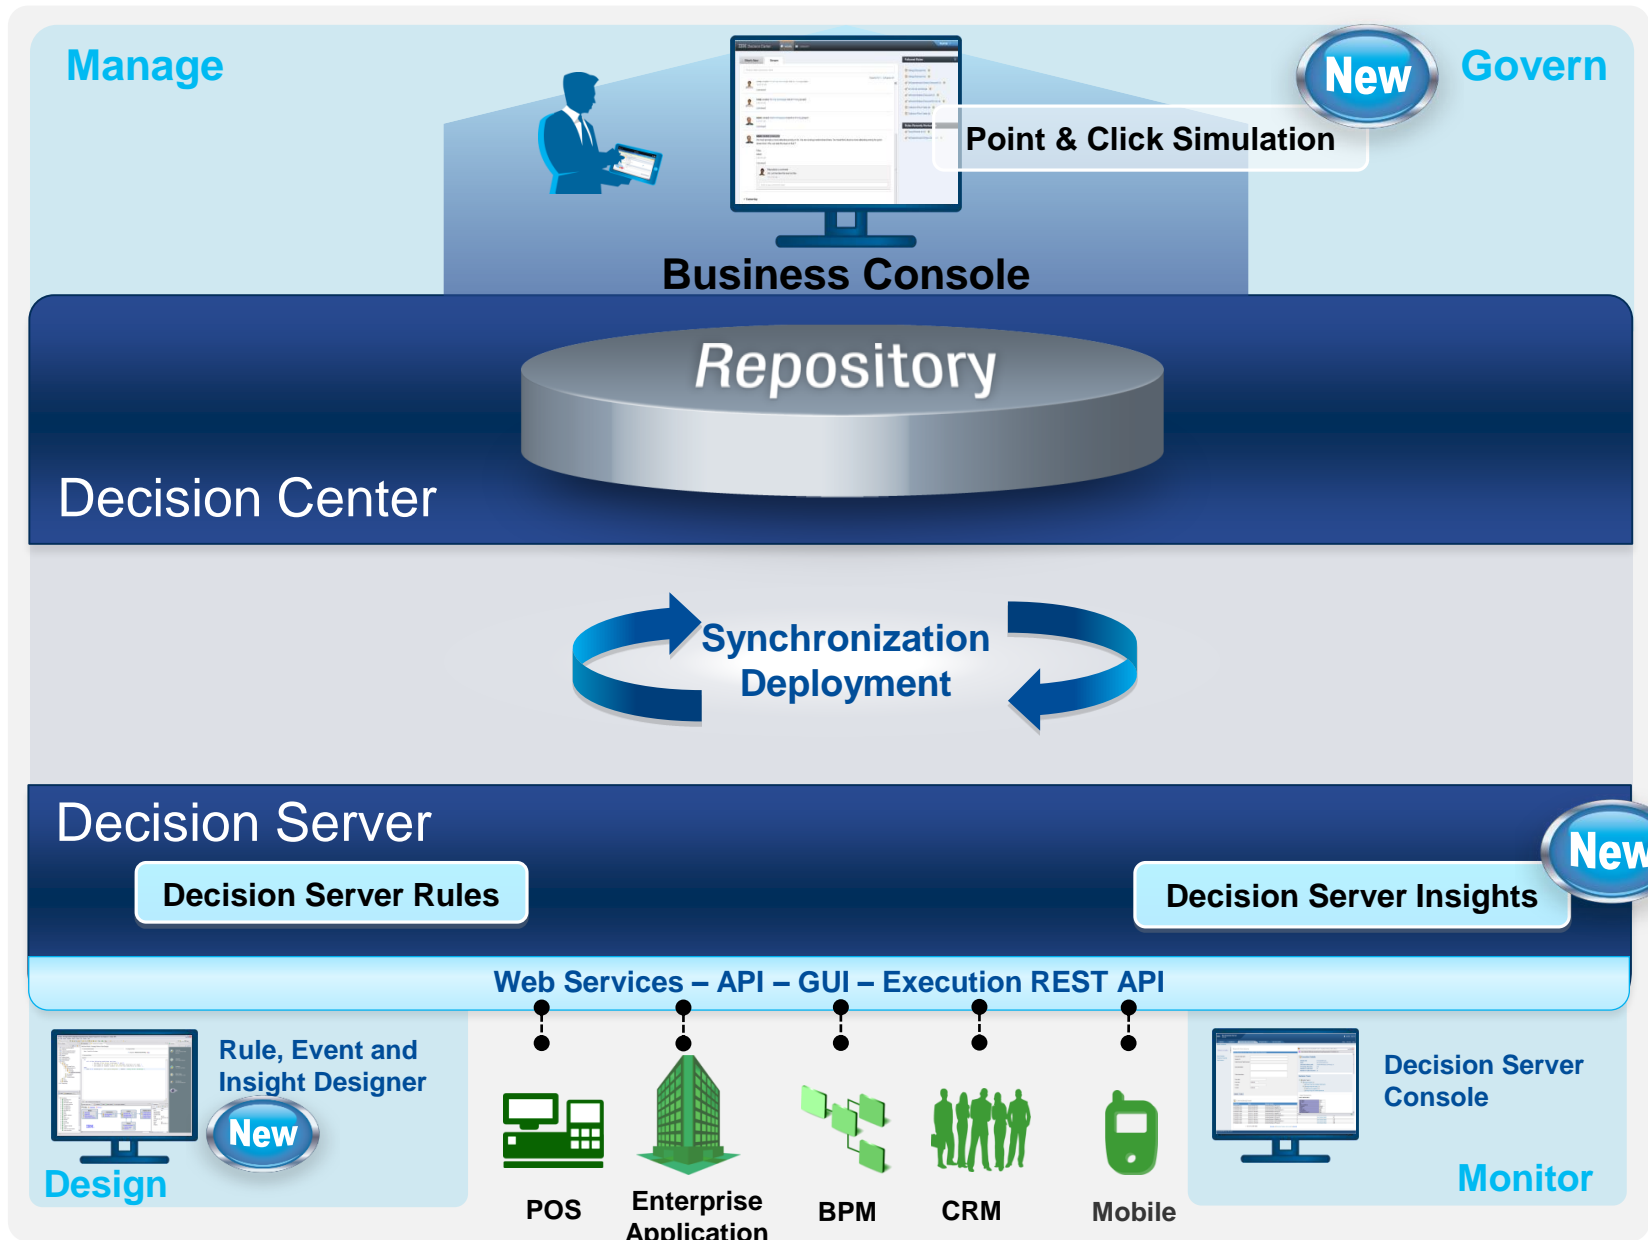 Manage
New
Govern
Point & Click Simulation
Business Console
Repository
Decision Center
Synchronization
Deployment
Decision Server
New
Decision Server Rules
Decision Server Insights
Web Services – API – GUI – Execution REST API
Rule, Event and
Insight Designer
New
Design
POS
Enterprise
Application
BPM
CRM
Mobile
Decision Server
Console
Monitor